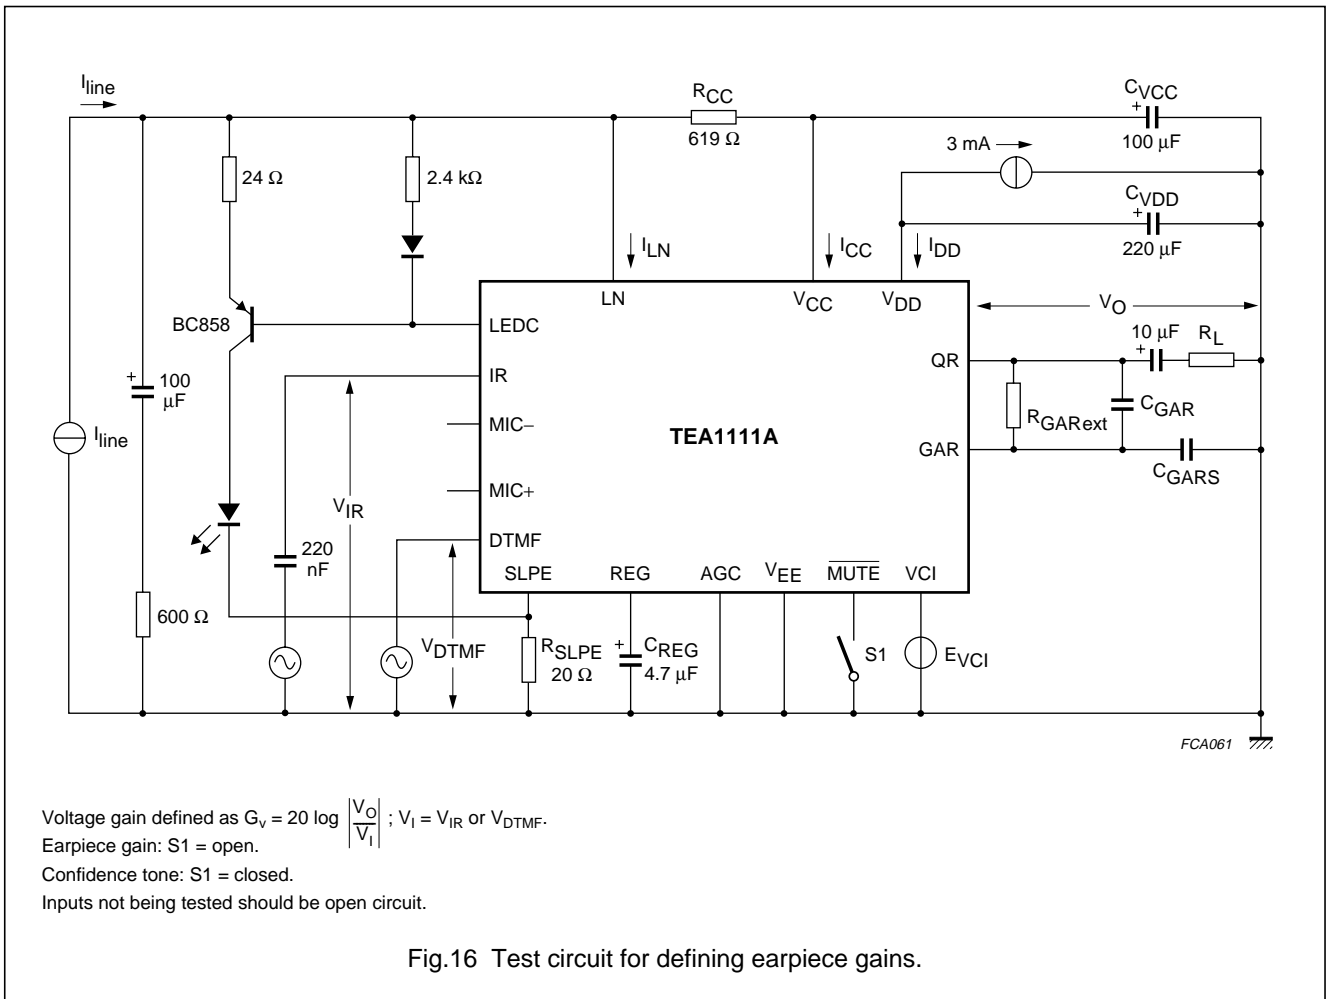 I_line
R_CC
619 Ω
C_VCC
+
100 µF
3 mA
24 Ω
2.4 kΩ
C_VDD
+
220 µF
I_LN
I_CC
I_DD
LN
V_CC
V_DD
V_O
BC858
LEDC
10 µF
R_L
+
QR
IR
+
100
µF
C_GAR
R_GARext
MIC−
TEA1111A
I_line
GAR
C_GARS
MIC+
V_IR
DTMF
220
nF
SLPE
REG
AGC
V_EE
M̅U̅T̅E̅
VCI
600 Ω
V_DTMF
R_SLPE
20 Ω
+
C_REG
4.7 µF
S1
E_VCI
FCA061
Voltage gain defined as G_v = 20 log |V_O/V_I| ; V_I = V_IR or V_DTMF.
Earpiece gain: S1 = open.
Confidence tone: S1 = closed.
Inputs not being tested should be open circuit.
Fig.16 Test circuit for defining earpiece gains.